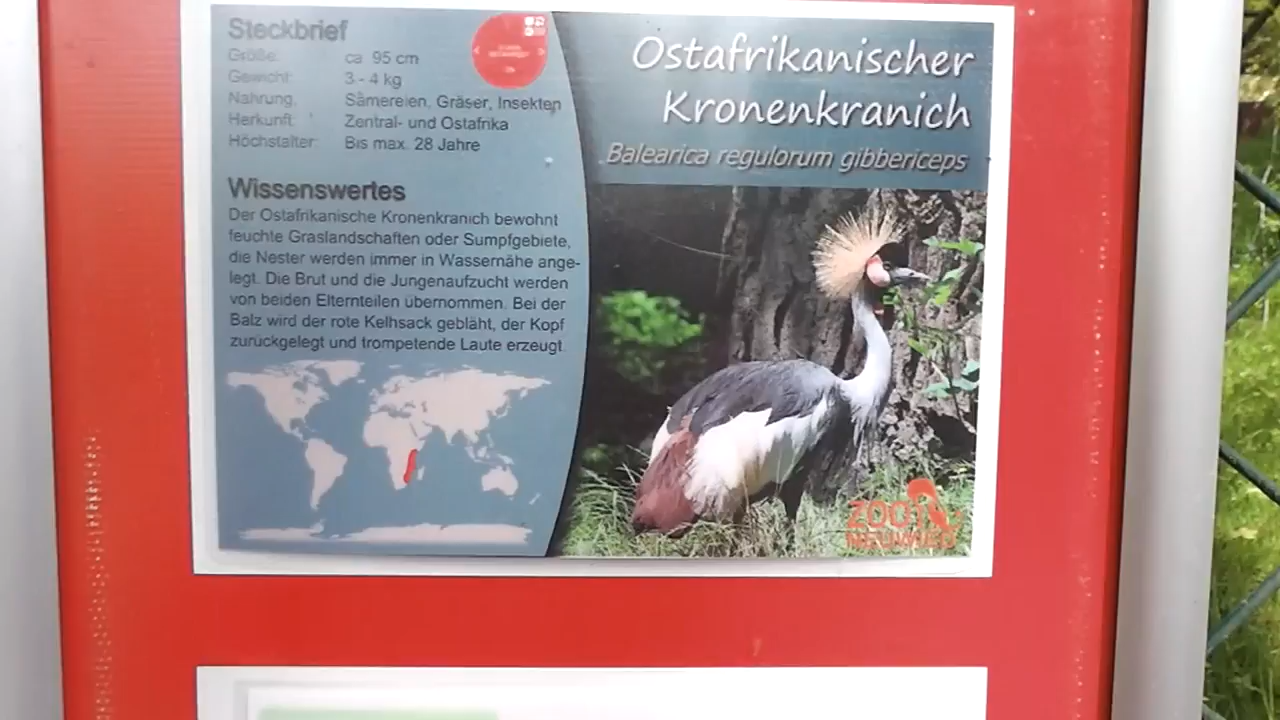 Steckbrief
Größe: ca 95 cm
Gewicht: 3 - 4 kg
Nahrung: Sämereien, Gräser, Insekten
Herkunft: Zentral- und Ostafrika
Höchstalter: Bis max. 28 Jahre
Wissenswertes
Der Ostafrikanische Kronenkranich bewohnt
feuchte Graslandschaften oder Sumpfgebiete,
die Nester werden immer in Wassernähe ange-
legt. Die Brut und die Jungenaufzucht werden
von beiden Elternteilen übernommen. Bei der
Balz wird der rote Kelhsack gebläht, der Kopf
zurückgelegt und trompetende Laute erzeugt.
Ostafrikanischer
Kronenkranich
Balearica regulorum gibbericeps
ZOO
NEUWIED